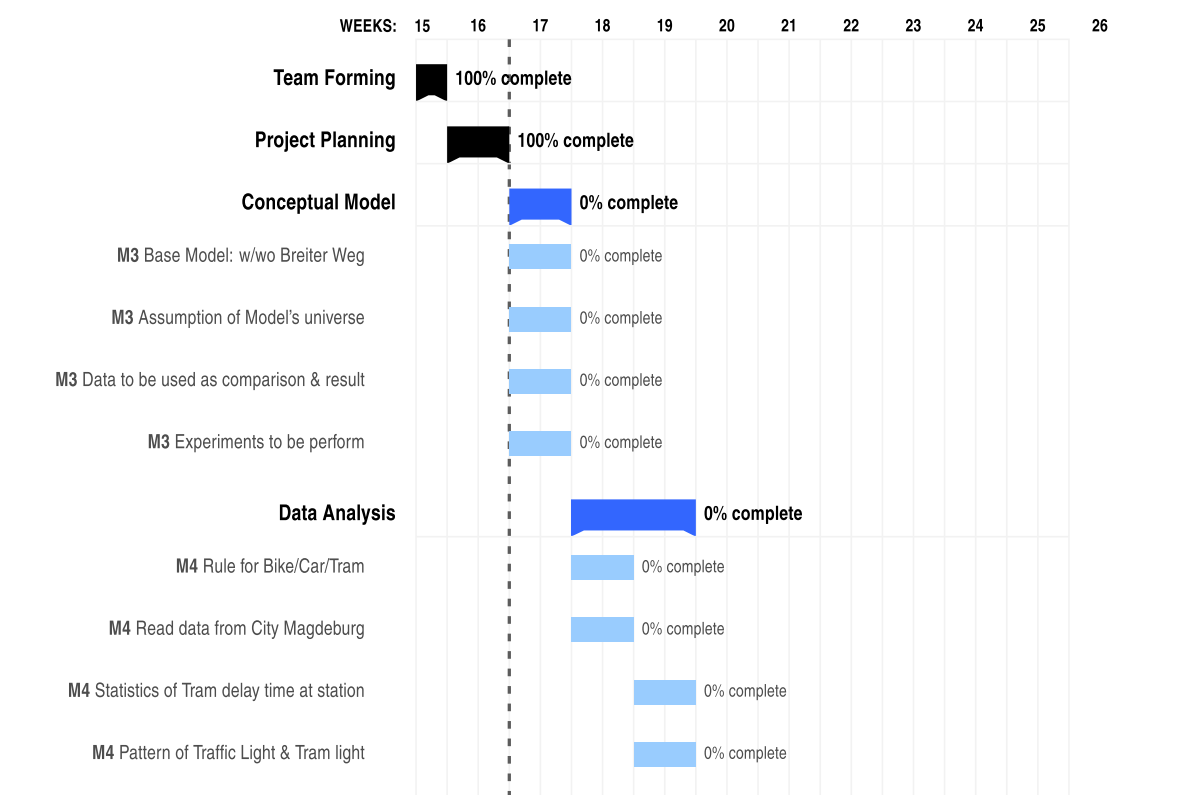 WEEKS: 15 16 17 18 19 20 21 22 23 24 25 26
Team Forming 100% complete
Project Planning 100% complete
Conceptual Model 0% complete
M3 Base Model: w/wo Breiter Weg 0% complete
M3 Assumption of Model's universe 0% complete
M3 Data to be used as comparison & result 0% complete
M3 Experiments to be perform 0% complete
Data Analysis 0% complete
M4 Rule for Bike/Car/Tram 0% complete
M4 Read data from City Magdeburg 0% complete
M4 Statistics of Tram delay time at station 0% complete
M4 Pattern of Traffic Light & Tram light 0% complete